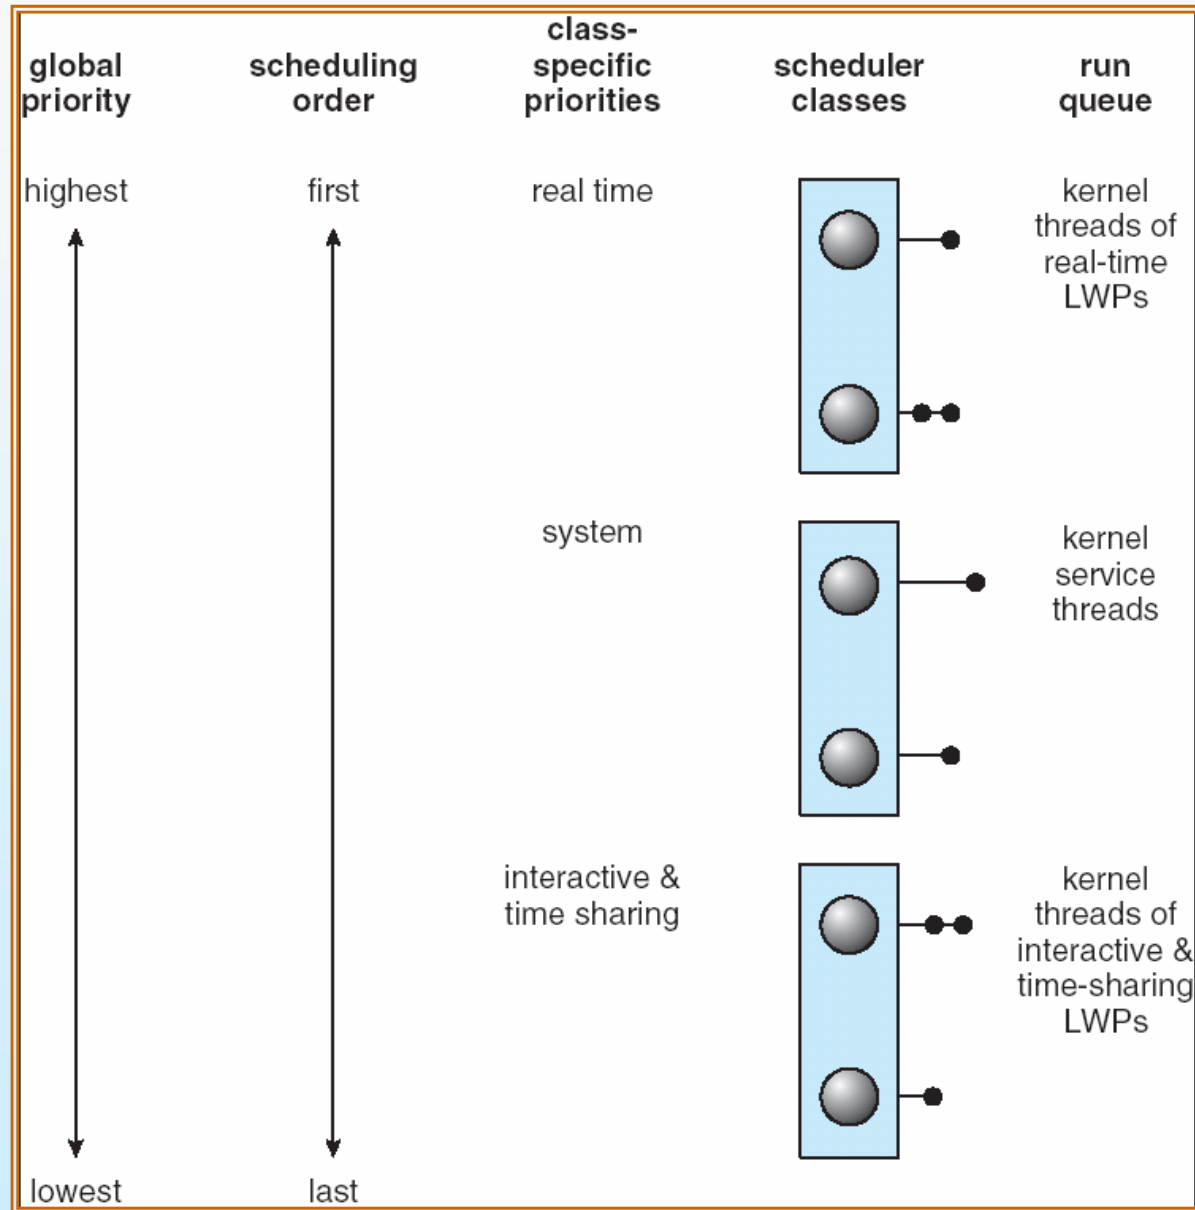 global
priority
scheduling
order
class-
specific
priorities
scheduler
classes
run
queue
highest
first
real time
kernel
threads of
real-time
LWPs
system
kernel
service
threads
interactive &
time sharing
kernel
threads of
interactive &
time-sharing
LWPs
lowest
last